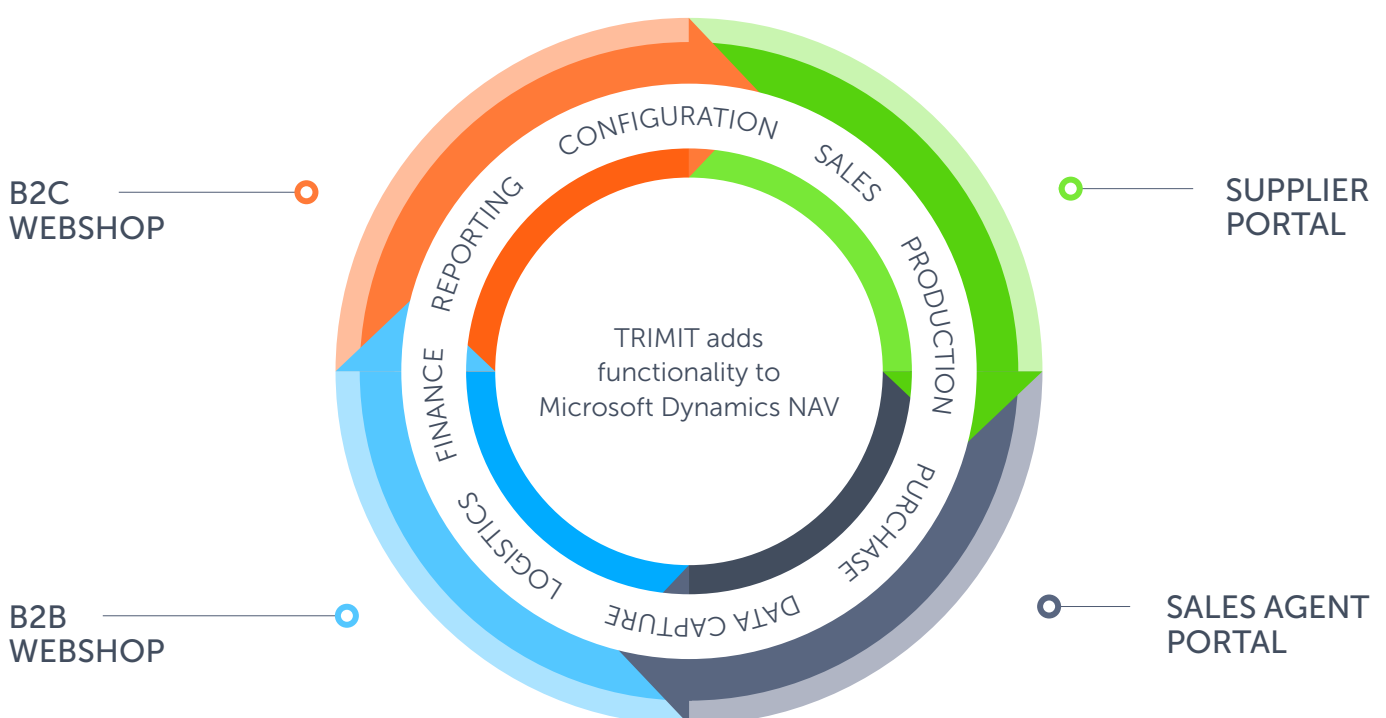 CONFIGURATION
SALES
PRODUCTION
PURCHASE
DATA CAPTURE
LOGISTICS
FINANCE
REPORTING
B2C
WEBSHOP
SUPPLIER
PORTAL
TRIMIT adds
functionality to
Microsoft Dynamics NAV
B2B
WEBSHOP
SALES AGENT
PORTAL